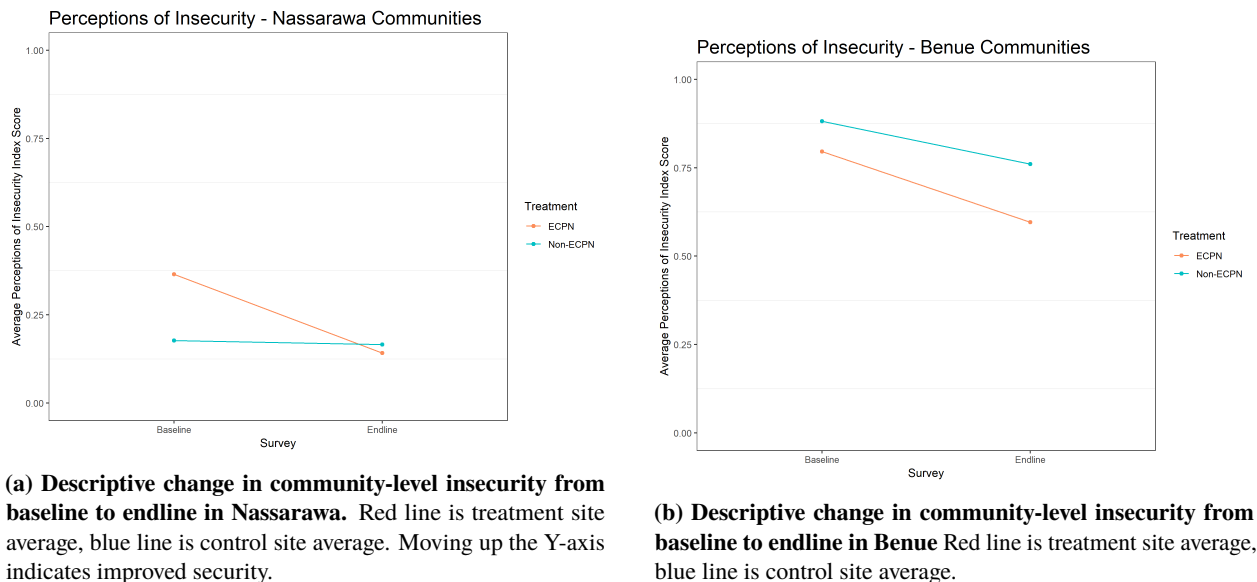 Perceptions of Insecurity - Nassarawa Communities
1.00
0.75
0.50
0.25
0.00
Average Perceptions of Insecurity Index Score
Baseline
Endline
Survey
Treatment
ECPN
Non-ECPN
(a) Descriptive change in community-level insecurity from
baseline to endline in Nassarawa. Red line is treatment site
average, blue line is control site average. Moving up the Y-axis
indicates improved security.
Perceptions of Insecurity - Benue Communities
1.00
0.75
0.50
0.25
0.00
Average Perceptions of Insecurity Index Score
Baseline
Endline
Survey
Treatment
ECPN
Non-ECPN
(b) Descriptive change in community-level insecurity from
baseline to endline in Benue Red line is treatment site average,
blue line is control site average.